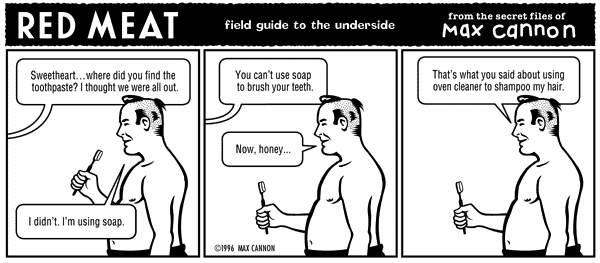 RED MEAT
field guide to the underside
from the secret files of
max cannon
Sweetheart...where did you find the
toothpaste? I thought we were all out.
I didn't. I'm using soap.
You can't use soap
to brush your teeth.
Now, honey...
©1996 MAX CANNON
That's what you said about using
oven cleaner to shampoo my hair.